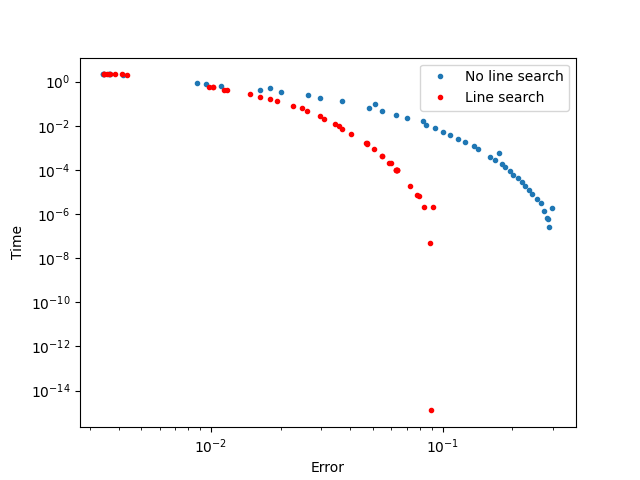 No line search
Line search
10⁰
10⁻²
10⁻⁴
10⁻⁶
10⁻⁸
10⁻¹⁰
10⁻¹²
10⁻¹⁴
Time
10⁻²
10⁻¹
Error